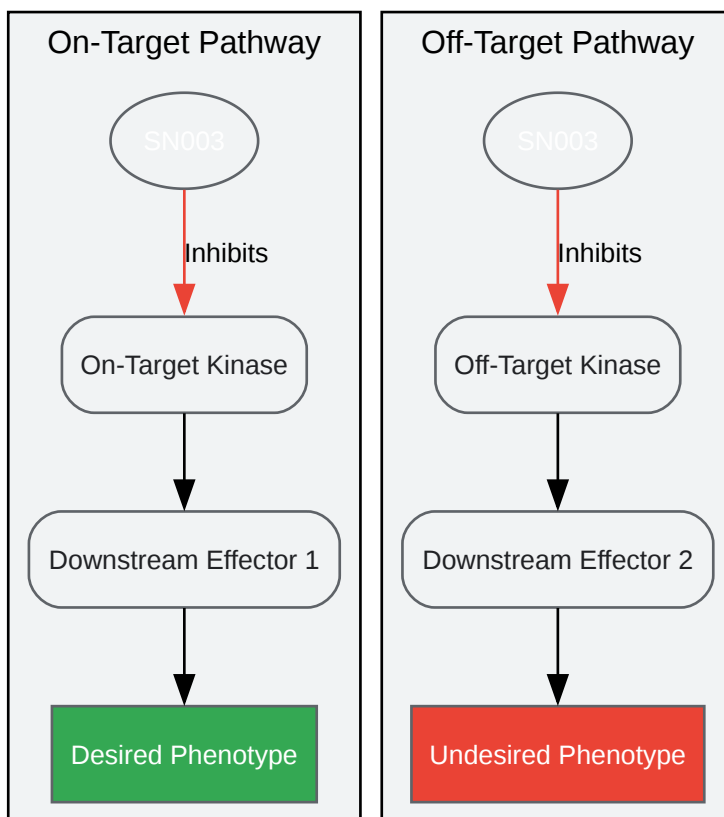 On-Target Pathway
SN003
Inhibits
On-Target Kinase
Downstream Effector 1
Desired Phenotype
Off-Target Pathway
SN003
Inhibits
Off-Target Kinase
Downstream Effector 2
Undesired Phenotype